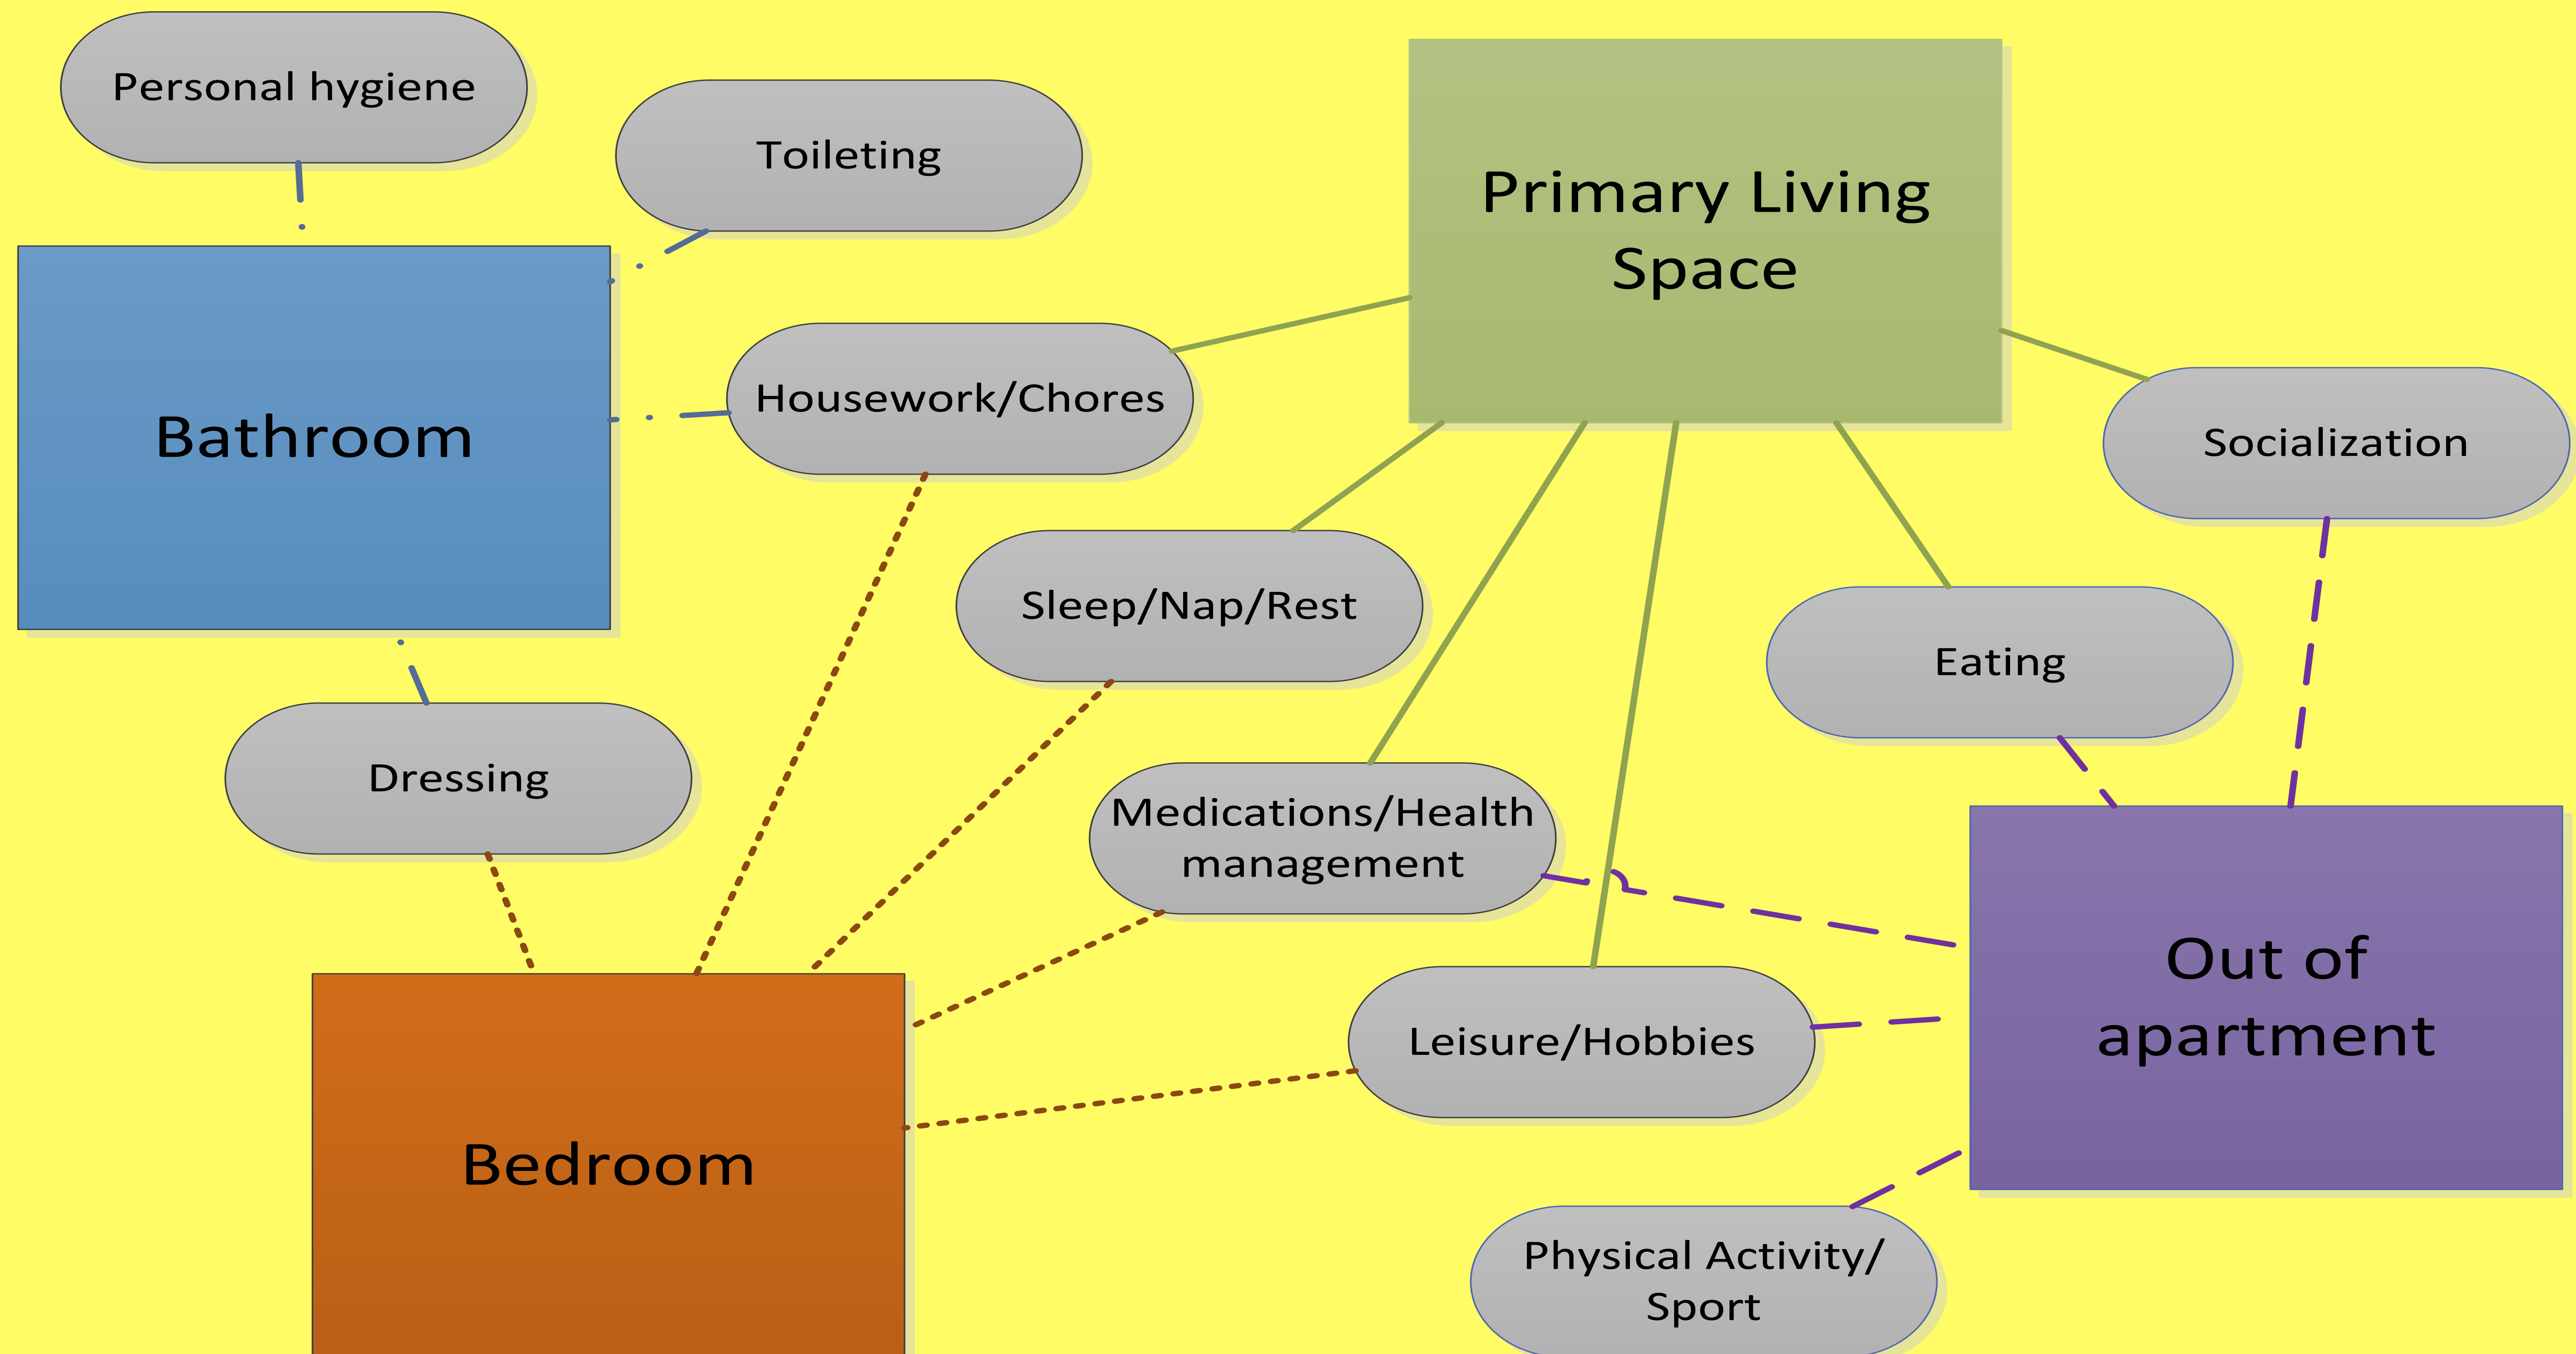 Personal hygiene
Toileting
Primary Living
Space
Bathroom
Housework/Chores
Socialization
Sleep/Nap/Rest
Eating
Dressing
Medications/Health
management
Out of
apartment
Leisure/Hobbies
Bedroom
Physical Activity/
Sport